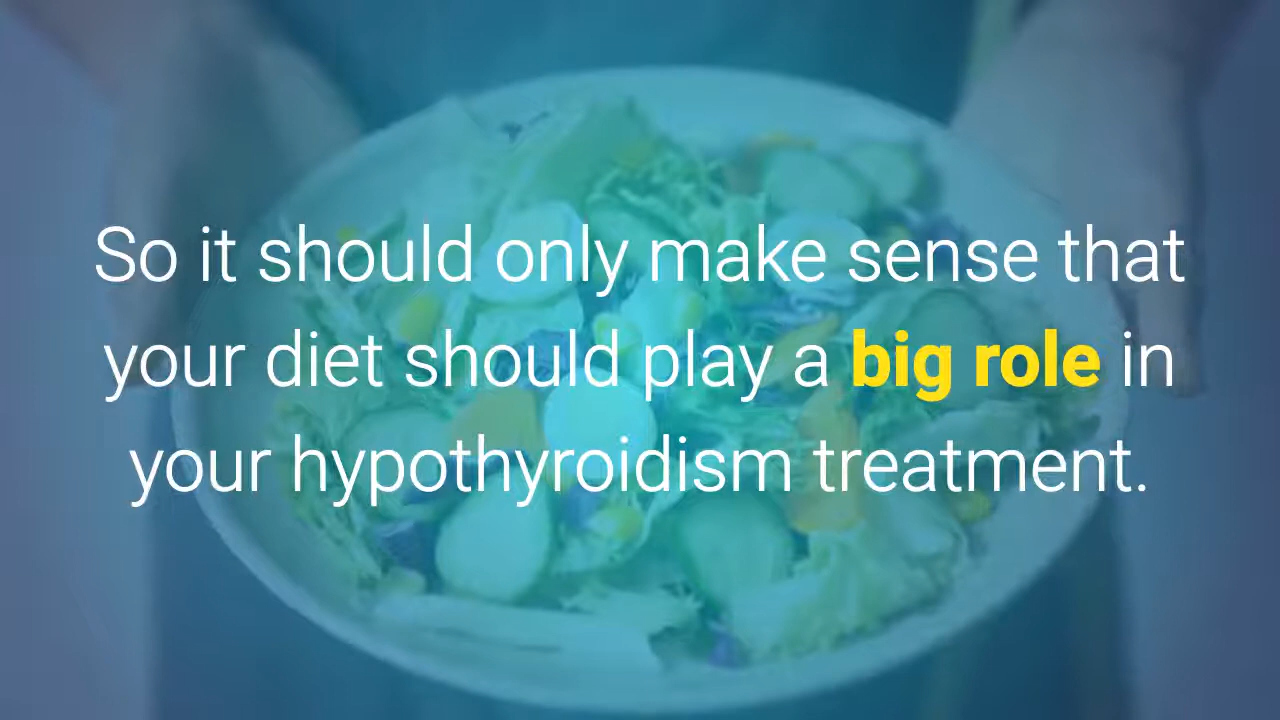 So it should only make sense that
your diet should play a big role in
your hypothyroidism treatment.